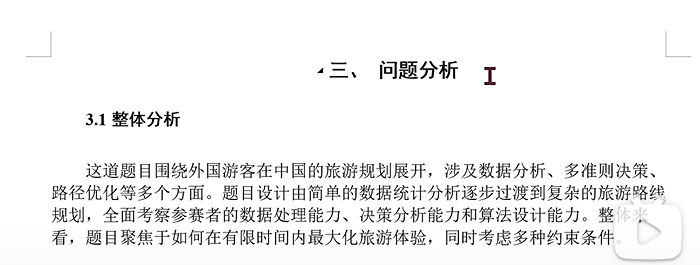 三、 问题分析
3.1 整体分析
这道题目围绕外国游客在中国的旅游规划展开，涉及数据分析、多准则决策、
路径优化等多个方面。题目设计由简单的数据统计分析逐步过渡到复杂的旅游路线
规划，全面考察参赛者的数据处理能力、决策分析能力和算法设计能力。整体来
看，题目聚焦于如何在有限时间内最大化旅游体验，同时考虑多种约束条件。